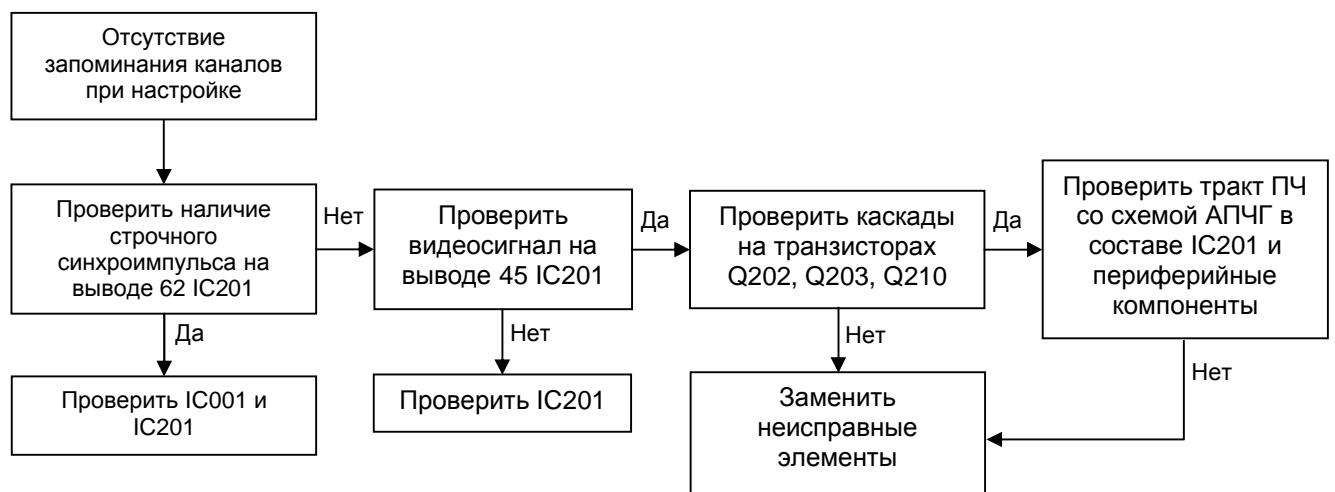 Отсутствие
запоминания каналов
при настройке
Проверить наличие
строчного
синхроимпульса на
выводе 62 IC201
Нет
Проверить
видеосигнал на
выводе 45 IC201
Да
Проверить каскады
на транзисторах
Q202, Q203, Q210
Да
Проверить тракт ПЧ
со схемой АПЧГ в
составе IC201 и
периферийные
компоненты
Да
Нет
Нет
Нет
Проверить IC001 и
IC201
Проверить IC201
Заменить
неисправные
элементы